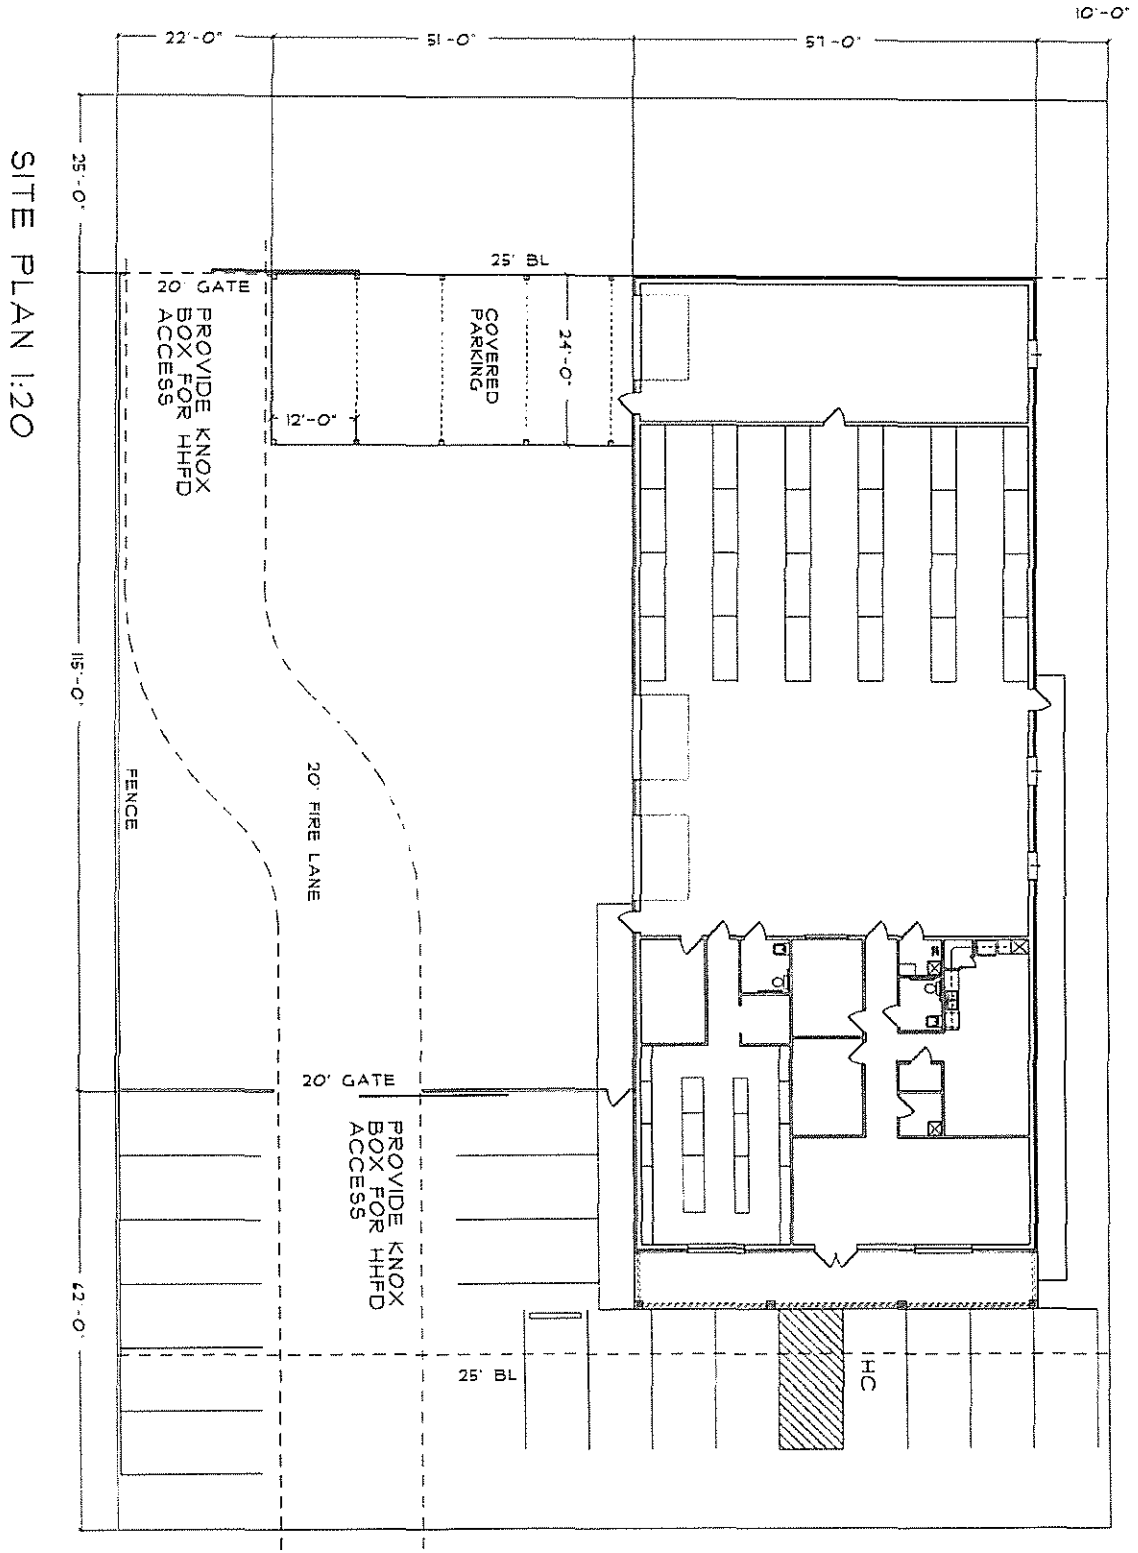 10'-0"
22'-0"
51'-0"
57'-0"
25'-0"
SITE PLAN 1:20
25' BL
20' GATE
PROVIDE KNOX
BOX FOR HHFD
ACCESS
COVERED
PARKING
24'-0"
12'-0"
115'-0"
FENCE
20' FIRE LANE
20' GATE
PROVIDE KNOX
BOX FOR HHFD
ACCESS
62'-0"
25' BL
HC